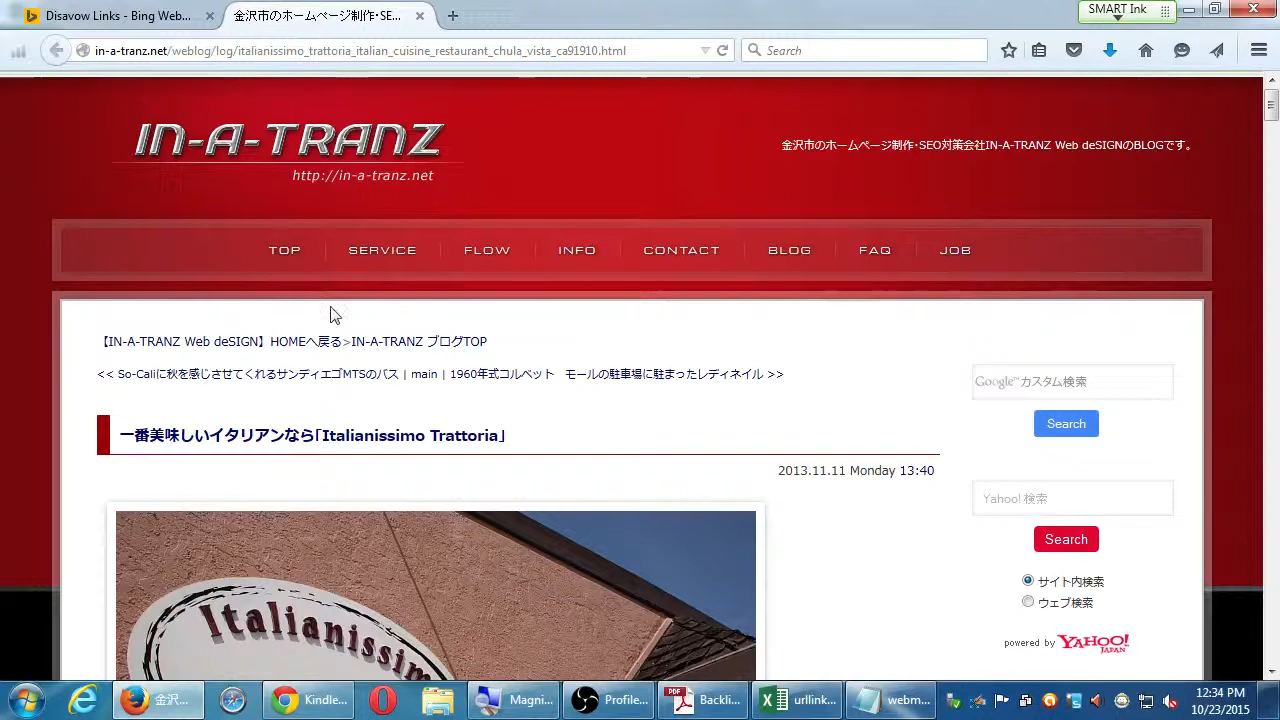 Disavow Links - Bing Web...
金沢市のホームページ制作・SE...
SMART Ink
in-a-tranz.net/weblog/log/italianissimo_trattoria_italian_cuisine_restaurant_chula_vista_ca91910.html
Search
IN-A-TRANZ
http://in-a-tranz.net
金沢市のホームページ制作・SEO対策会社IN-A-TRANZ Web deSIGNのBLOGです。
TOP SERVICE FLOW INFO CONTACT BLOG FAQ JOB
【IN-A-TRANZ Web deSIGN】HOMEへ戻る>IN-A-TRANZ ブログTOP
<< So-Caliに秋を感じさせてくれるサンディエゴMTSのバス | main | 1960年式コルベット　モールの駐車場に駐まったレディネイル >>
Google™カスタム検索
Search
一番美味しいイタリアンなら「Italianissimo Trattoria」
2013.11.11 Monday 13:40
Yahoo! 検索
Search
サイト内検索
ウェブ検索
powered by YAHOO! JAPAN
Italianissim
金沢...
Kindle...
Magni...
Profile...
PDF
Backli...
urllink...
webm...
12:34 PM
10/23/2015